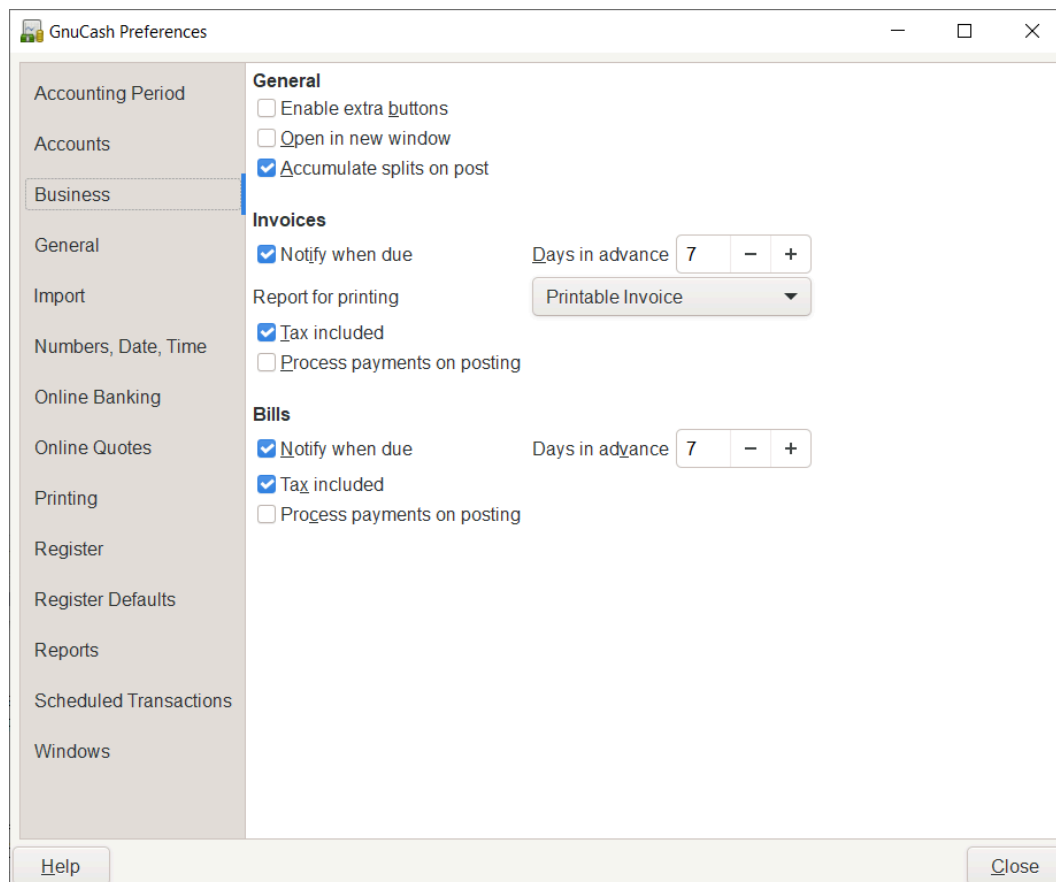 GnuCash Preferences
Accounting Period
Accounts
Business
General
Import
Numbers, Date, Time
Online Banking
Online Quotes
Printing
Register
Register Defaults
Reports
Scheduled Transactions
Windows
General
Enable extra buttons
Open in new window
Accumulate splits on post
Invoices
Notify when due Days in advance 7 − +
Report for printing Printable Invoice
Tax included
Process payments on posting
Bills
Notify when due Days in advance 7 − +
Tax included
Process payments on posting
Help Close